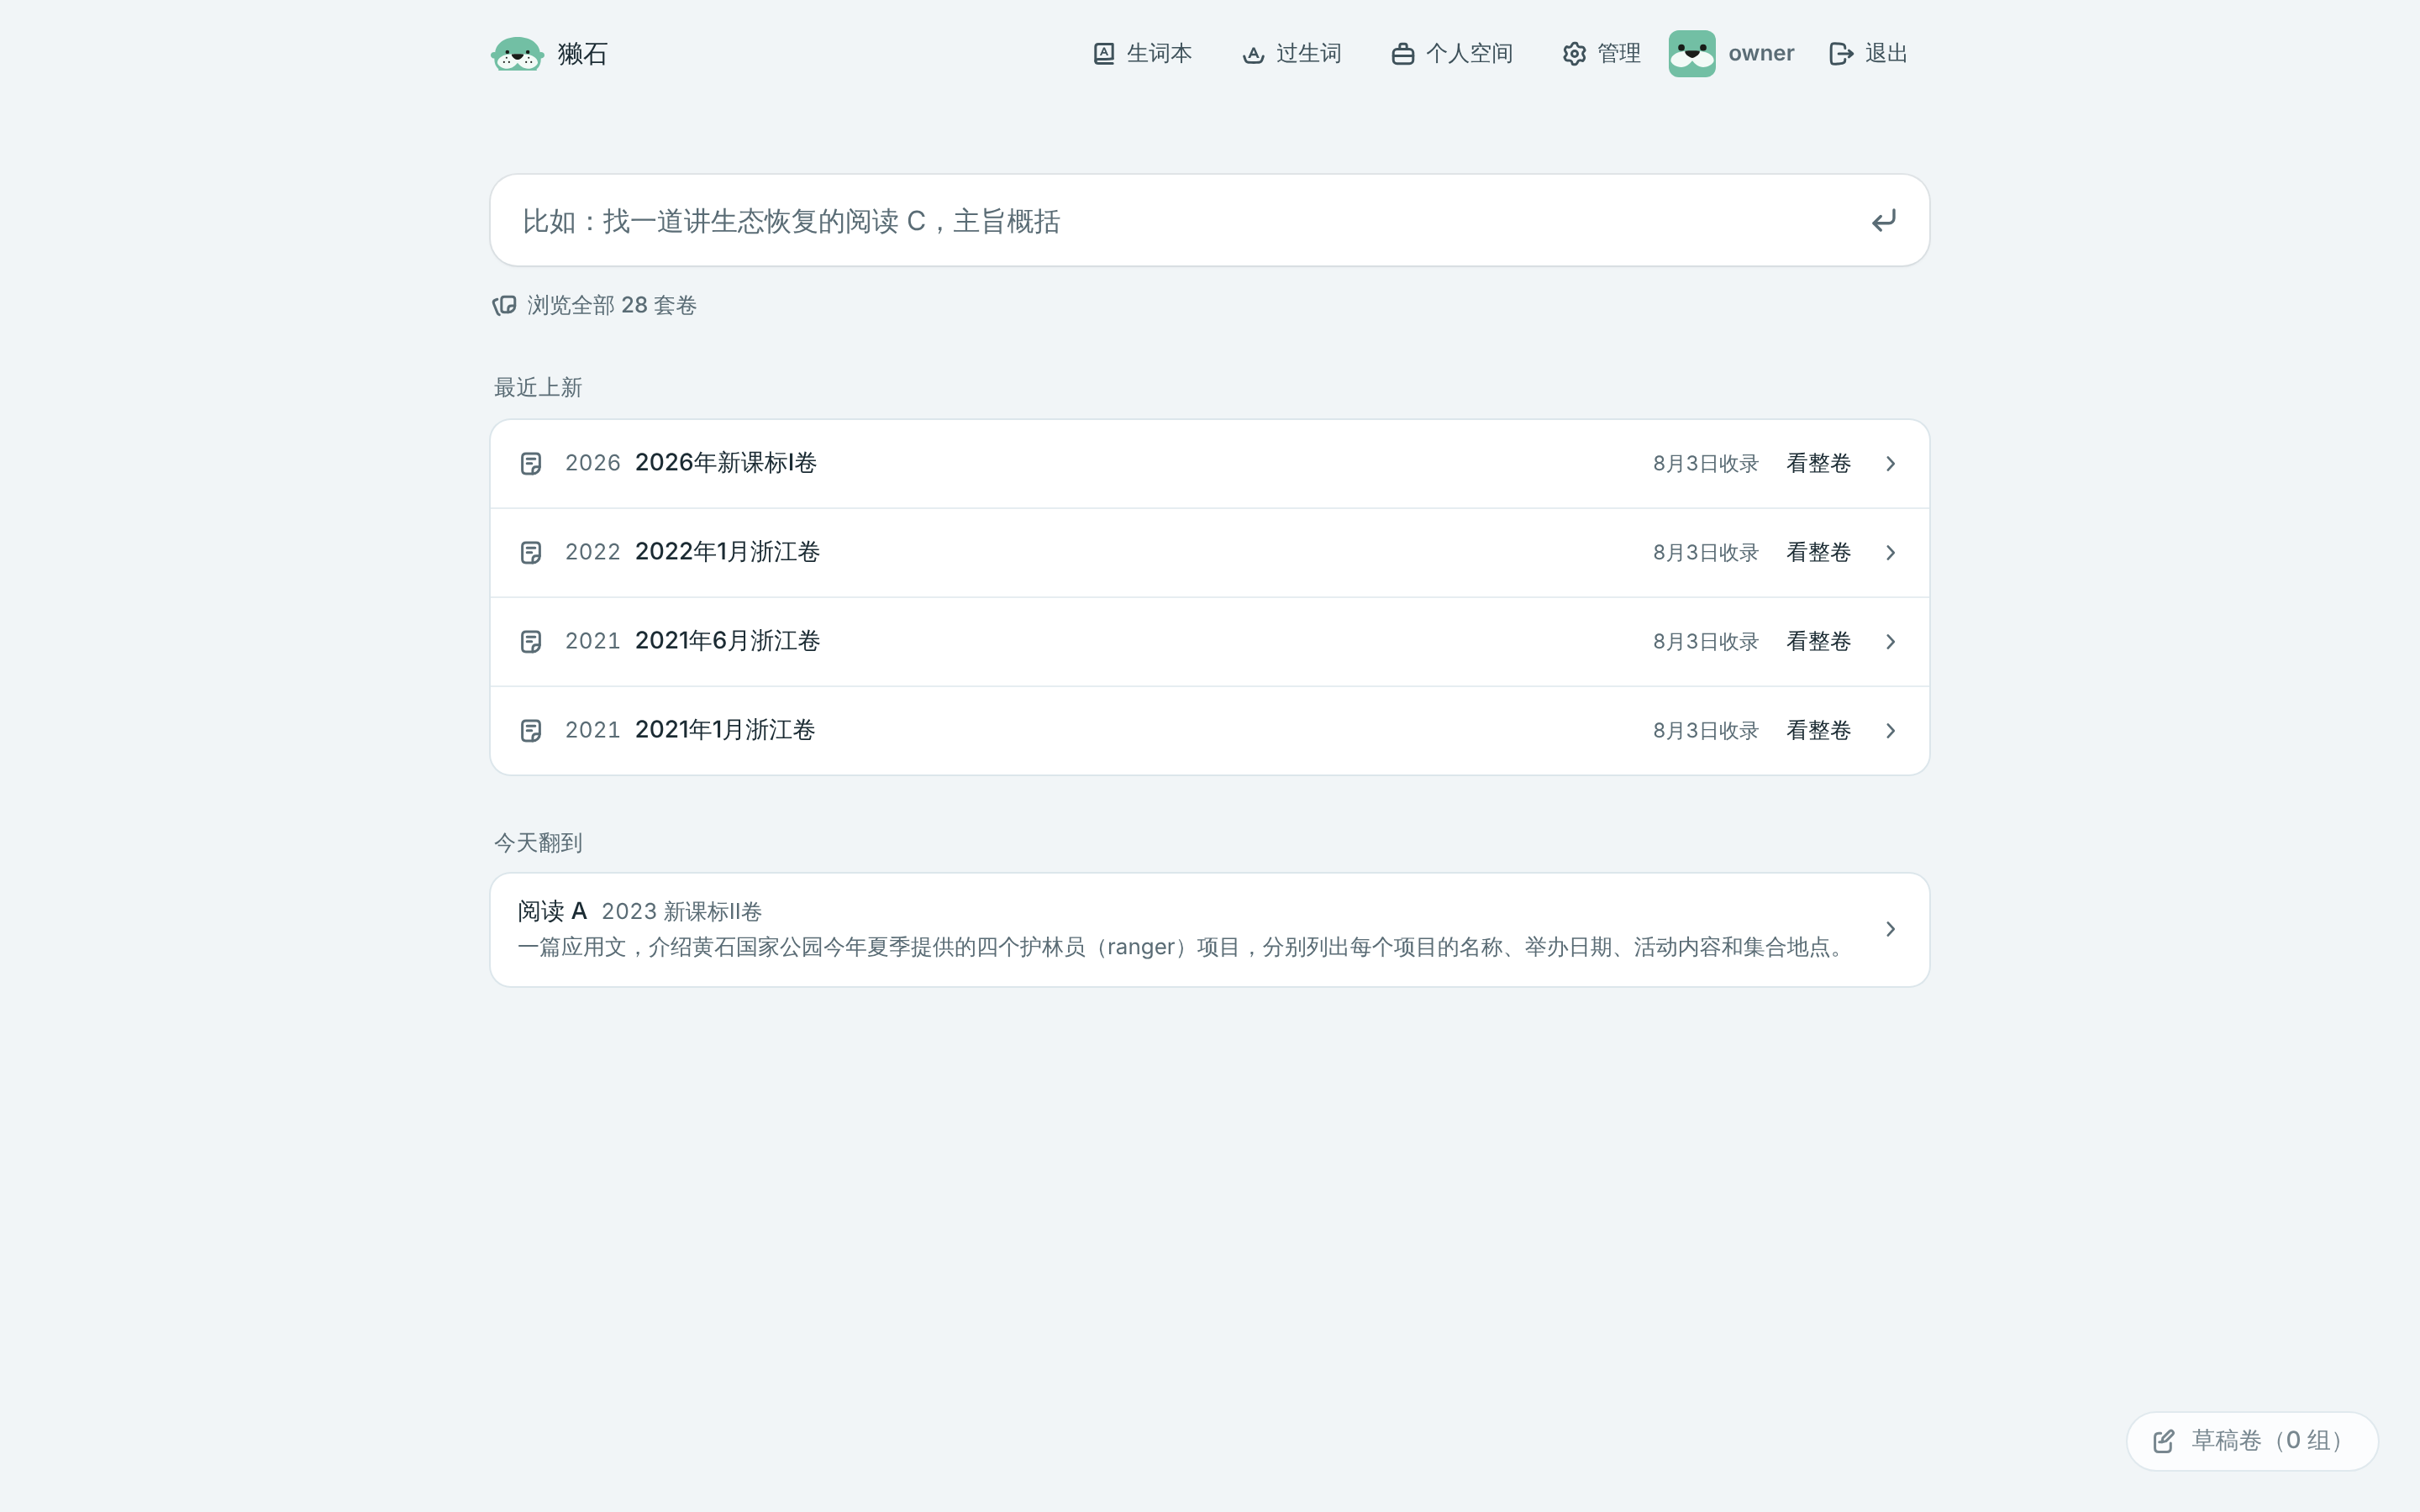 獭石
生词本 过生词 个人空间 管理 owner 退出
比如：找一道讲生态恢复的阅读 C，主旨概括
浏览全部 28 套卷
最近上新
2026 2026年新课标I卷 8月3日收录 看整卷
2022 2022年1月浙江卷 8月3日收录 看整卷
2021 2021年6月浙江卷 8月3日收录 看整卷
2021 2021年1月浙江卷 8月3日收录 看整卷
今天翻到
阅读 A 2023 新课标II卷
一篇应用文，介绍黄石国家公园今年夏季提供的四个护林员（ranger）项目，分别列出每个项目的名称、举办日期、活动内容和集合地点。
草稿卷（0 组）